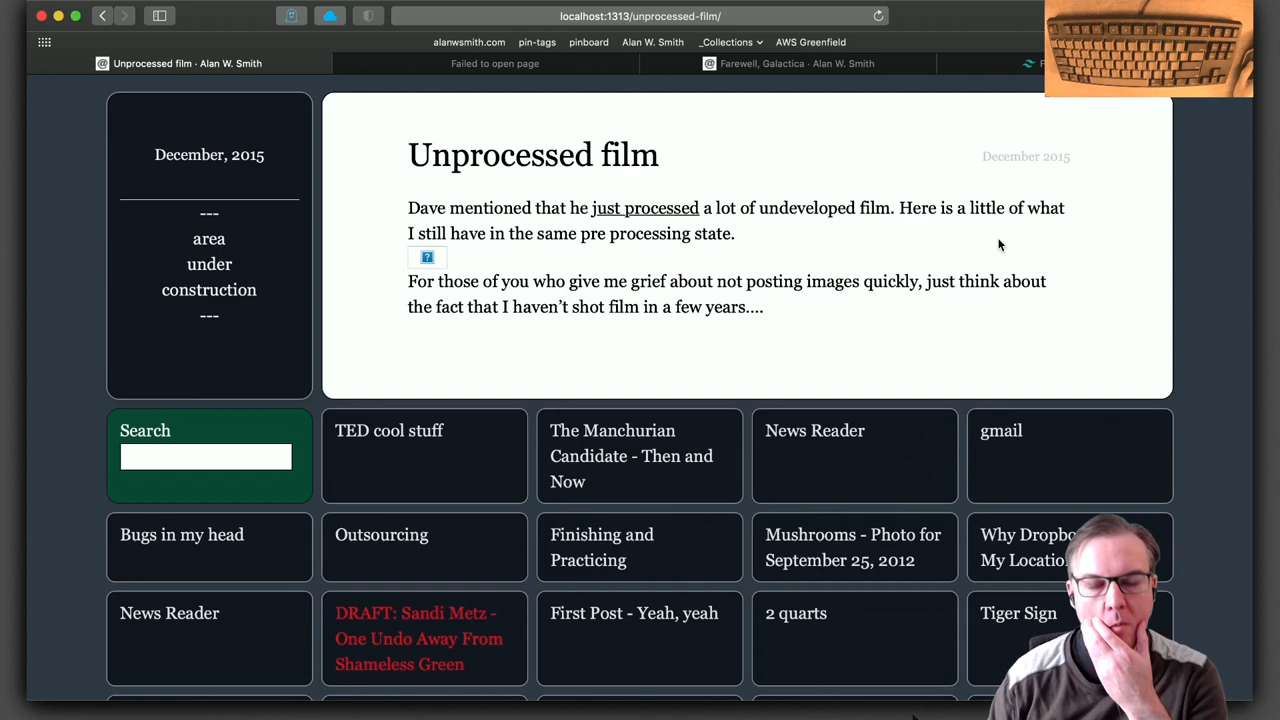 localhost:1313/unprocessed-film/
alanwsmith.com pin-tags pinboard Alan W. Smith _Collections AWS Greenfield
Unprocessed film · Alan W. Smith Failed to open page Farewell, Galactica · Alan W. Smith
December, 2015
---
area
under
construction
---
Unprocessed film
December 2015
Dave mentioned that he just processed a lot of undeveloped film. Here is a little of what
I still have in the same pre processing state.
?
For those of you who give me grief about not posting images quickly, just think about
the fact that I haven’t shot film in a few years….
Search
TED cool stuff
The Manchurian
Candidate - Then and
Now
News Reader
gmail
Bugs in my head
Outsourcing
Finishing and
Practicing
Mushrooms - Photo for
September 25, 2012
Why
My
News Reader
DRAFT: Sandi Metz -
One Undo Away From
Shameless Green
First Post - Yeah, yeah
2 quarts
Tiger Sign